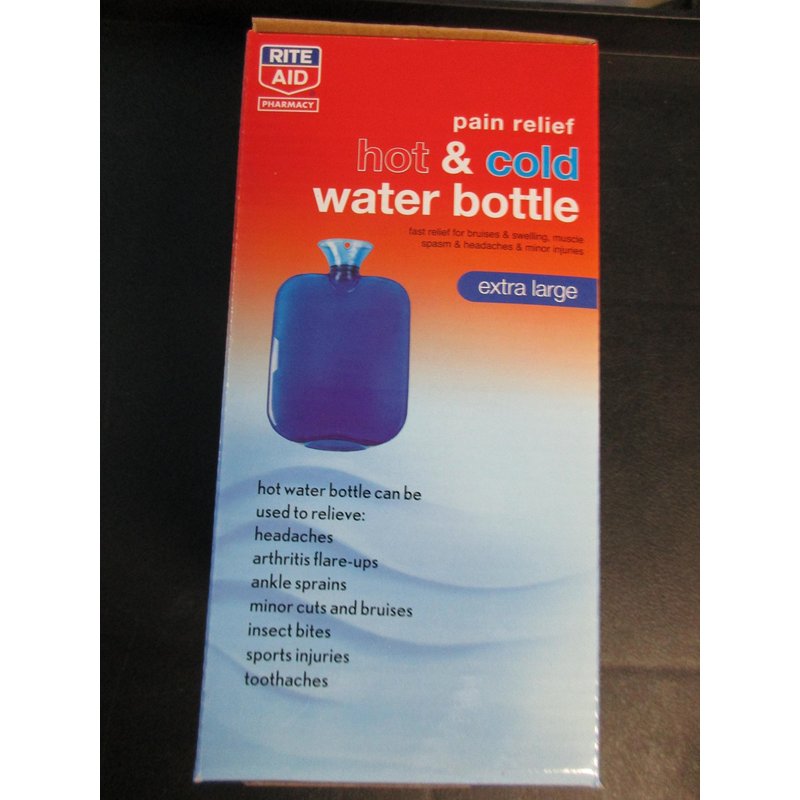 RITE
AID
PHARMACY
pain relief
hot & cold
water bottle
fast relief for bruises & swelling, muscle
spasm & headaches & minor injuries
extra large
hot water bottle can be
used to relieve:
headaches
arthritis flare-ups
ankle sprains
minor cuts and bruises
insect bites
sports injuries
toothaches